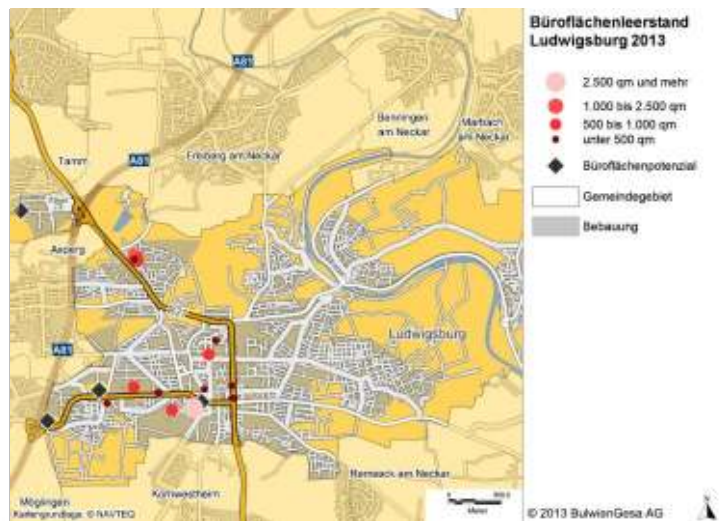 Büroflächenleerstand
Ludwigsburg 2013
2.500 qm und mehr
1.000 bis 2.500 qm
500 bis 1.000 qm
unter 500 qm
Büroflächenpotenzial
Gemeindegebiet
Bebauung
A81
Benningen
am Neckar
Marbach
am Neckar
Tamm
A81
Freiberg am Neckar
Asperg
Ludwigsburg
A81
Remseck am Neckar
Kornwestheim
Möglingen
Kartengrundlage: © NAVTEQ
Meter
N
© 2013 BulwienGesa AG